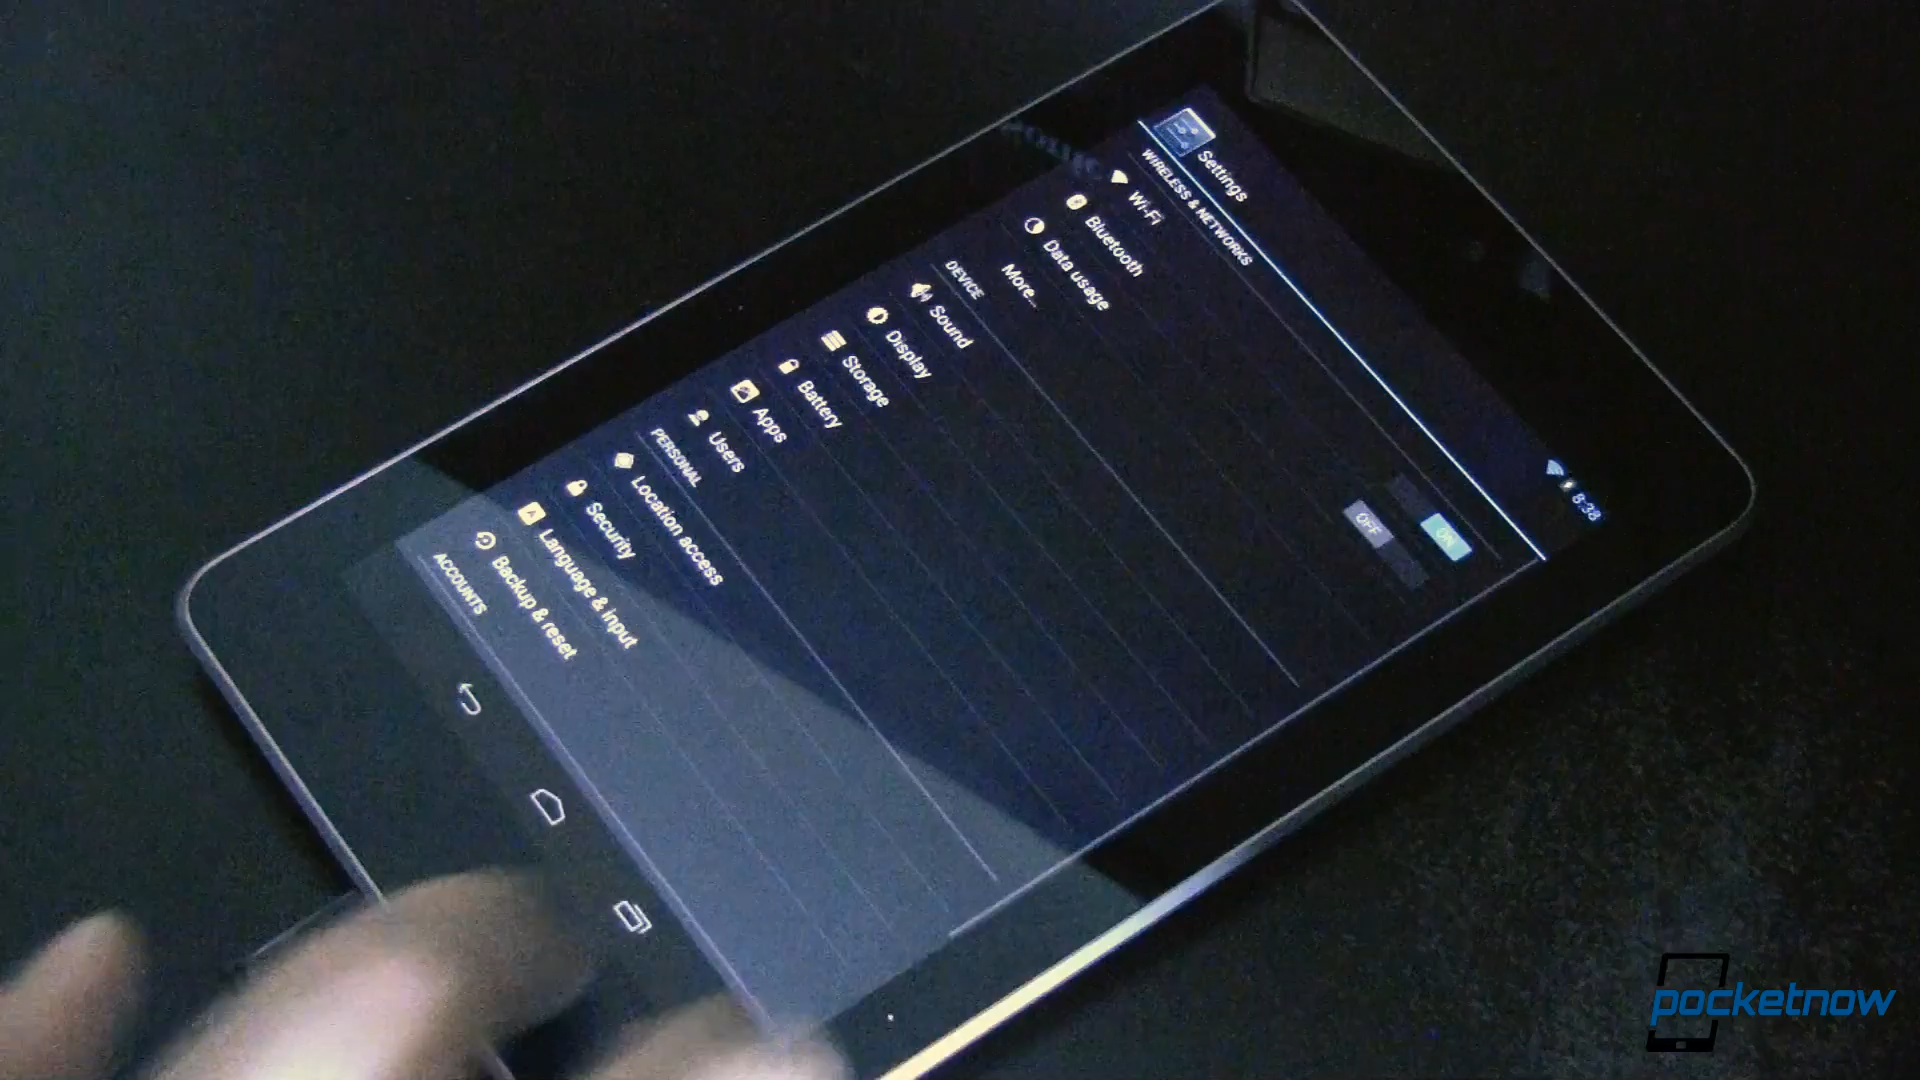 8:38
Settings
WIRELESS & NETWORKS
Wi-Fi
ON
Bluetooth
OFF
Data usage
More...
DEVICE
Sound
Display
Storage
Battery
Apps
Users
PERSONAL
Location access
Security
A Language & input
Backup & reset
ACCOUNTS
pocketnow